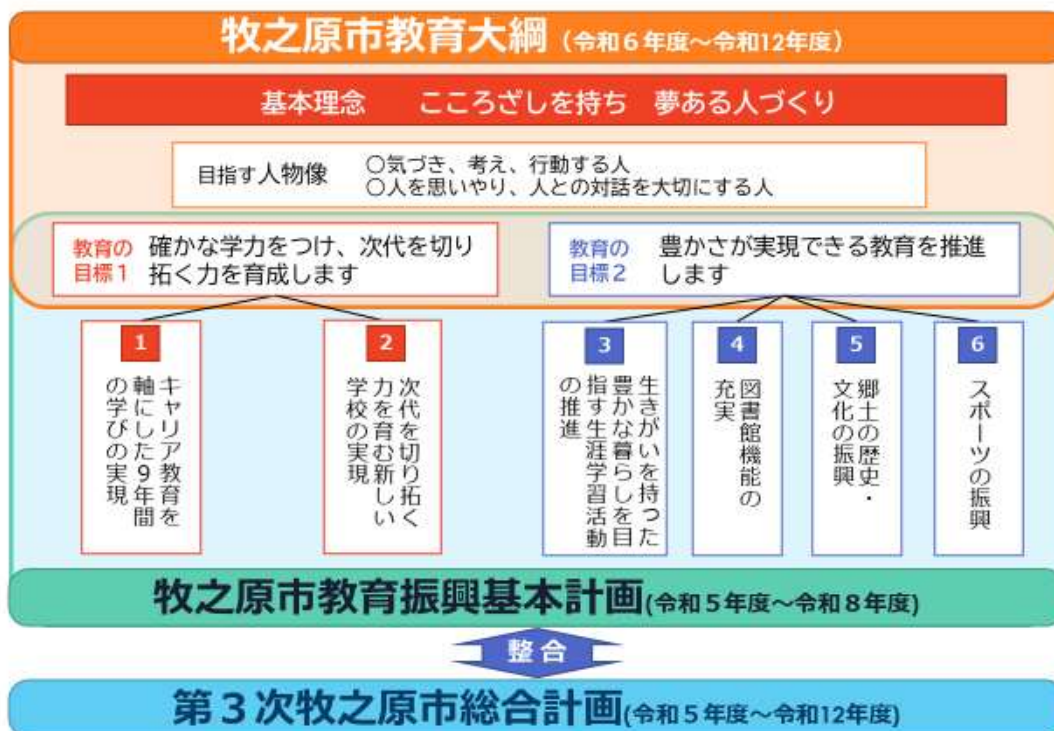 牧之原市教育大綱(令和6年度~令和12年度)
基本理念 こころざしを持ち 夢ある人づくり
目指す人物像
○気づき、考え、行動する人
○人を思いやり、人との対話を大切にする人
教育の
目標1
確かな学力をつけ、次代を切り
拓く力を育成します
教育の
目標2
豊かさが実現できる教育を推進
します
1
キャリア教育を
軸にした9年間
の学びの実現
2
次代を切り拓く
力を育む新しい
学校の実現
3
生きがいを持つた
豊かな暮らしを目
指す生涯学習活動
の推進
4
図書館機能の
充実
5
郷土の歴史・
文化の振興
6
スポーツの振興
牧之原市教育振興基本計画(令和5年度~令和8年度)
整合
第3次牧之原市総合計画(令和5年度~令和12年度)